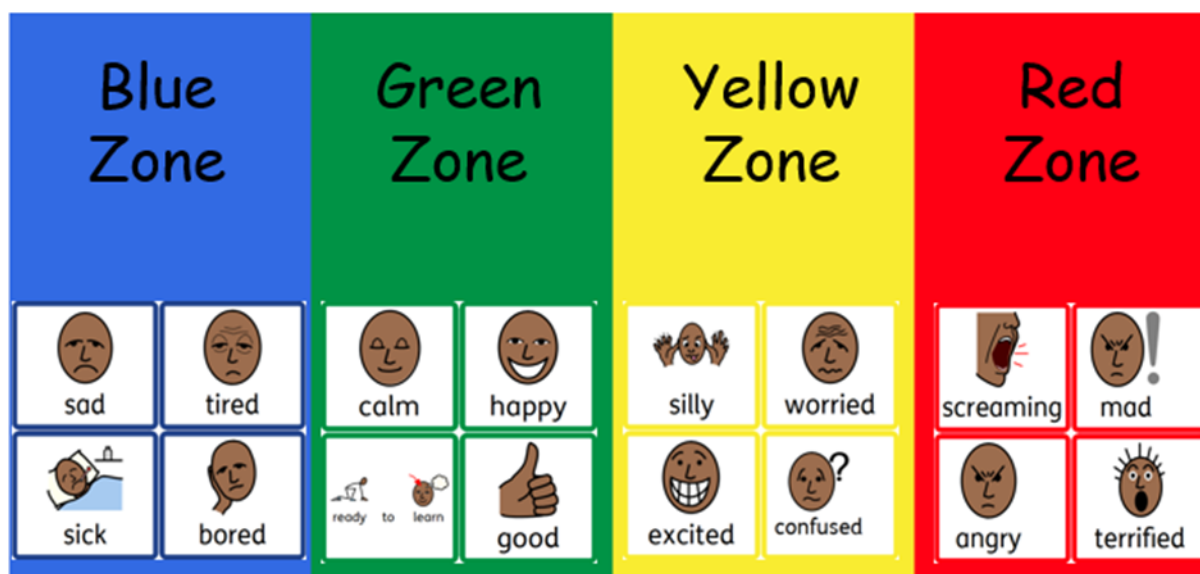 Blue
Zone
Green
Zone
Yellow
Zone
Red
Zone
sad
tired
sick
bored
calm
happy
ready to learn
good
silly
worried
excited
?
confused
screaming
!
mad
angry
terrified